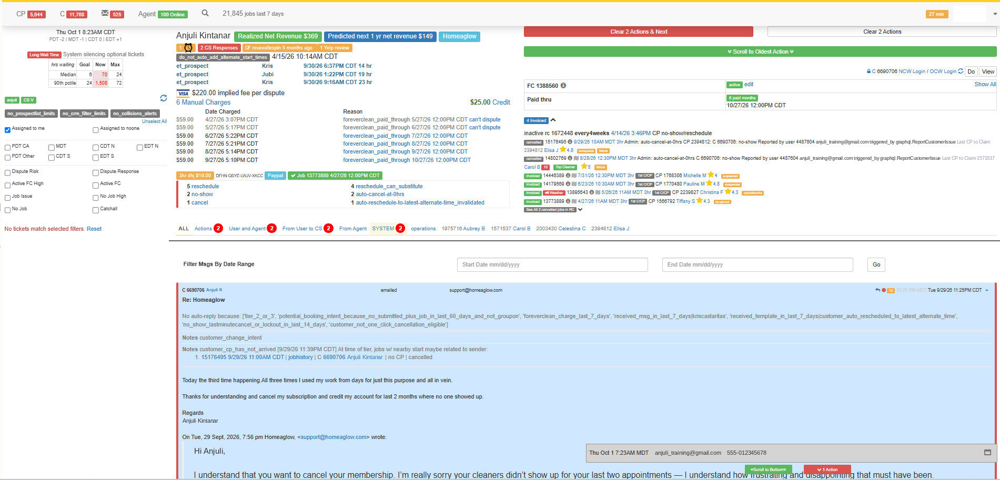 CP 5,644 C 11,768 525 Agent 100 Online 21,845 jobs last 7 days 27 min
Thu Oct 1 8:23AM CDT
PDT -2 | MDT -1 | CDT 0 | EDT +1
Long Wait Time System silencing optional tickets
hrs waiting Goal Now Max
Median 6 70 24
90th pctile 24 1,508 72
anjuli CS V
no_prospectlist_limits no_crm_filter_limits no_collisions_alerts
Unselect All
Assigned to me Assigned to noone
PDT CA MDT CDT N EDT N
PDT Other CDT S EDT S
Dispute Risk Dispute Response
Active FC High Active FC
Job Issue No Job High
No Job Catchall
No tickets match selected filters. Reset
Anjuli Kintanar Realized Net Revenue $369 Predicted next 1 yr net revenue $149 Homeaglow
1 2 CS Responses rosevallespin 5 months ago 1 Yelp review
do_not_auto_add_alternate_start_times 4/15/26 10:14AM CDT
et_prospect Kris 9/30/26 6:37PM CDT 14 hr
et_prospect Jubi 9/30/26 1:22PM CDT 19 hr
et_prospect Kris 9/30/26 9:16AM CDT 23 hr
VISA $220.00 implied fee per dispute
6 Manual Charges $25.00 Credit
Date Charged Reason
$59.00 4/27/26 3:07PM CDT foreverclean_paid_through 5/27/26 12:00PM CDT can't dispute
$59.00 5/27/26 5:17PM CDT foreverclean_paid_through 6/27/26 12:00PM CDT can't dispute
$59.00 6/27/26 5:22PM CDT foreverclean_paid_through 7/27/26 12:00PM CDT
$59.00 7/27/26 5:21PM CDT foreverclean_paid_through 8/27/26 12:00PM CDT
$59.00 8/27/26 5:14PM CDT foreverclean_paid_through 9/27/26 12:00PM CDT
$59.00 9/27/26 5:10PM CDT foreverclean_paid_through 10/27/26 12:00PM CDT
3hr dhj $19.00 DFHN-QSYE-LWJV-XKCC Paypal Job 13773889 4/27/26 12:00PM CDT
5 reschedule 4 reschedule_can_substitute
2 no-show 2 auto-cancel-at-0hrs
1 cancel 1 auto-reschedule-to-latest-alternate-time_invalidated
Clear 2 Actions & Next Clear 2 Actions
Scroll to Oldest Action
C 6690706 NCW Login / OCW Login Do View
FC 1388560 active edit Show All
Paid thru 6 paid months
10/27/26 12:00PM CDT
4 Invoiced
inactive rc 1672448 every4weeks 4/14/26 3:46PM CP no-show/reschedule
cancelled 15176495 9/29/26 10AM MDT 3hr Admin: auto-cancel-at-0hrs CP 2394812: C 6690706: no-show Reported by user 4487604 anjuli_training@gmail.com triggered_by graphql.ReportCustomerIssue Last CP to Claim
2394812 Elisa J 4.8 Issue
cancelled 14802769 8/28/26 12:30PM MDT 3hr Admin: auto-cancel-at-0hrs C 6690706: no-show Reported by user 4487604 anjuli_training@gmail.com triggered_by graphql.ReportCustomerIssue Last CP to Claim 1571537
Carol B 12 Top Cleaner 5 Issue
Invoiced 14446389 7/31/26 12:30PM MDT 3hr 1st C/CP CP 1768306 Michelle M 4 suspended
Invoiced 14179569 6/23/26 10:30AM MDT 3hr 1st C/CP CP 1770480 Pauline M 4.8 suspended
Invoiced Weather 13895643 5/26/26 11AM MDT 3hr 1st C/CP CP 2239827 Christina F 4.3 cphowitworks
Invoiced 13773889 4/27/26 11AM MDT 3hr 1st C/CP CP 1566792 Tiffany S 4.3 cp-opt-out
See All 2 cancelled jobs in RC
ALL Actions 2 User and Agent 2 From User to CS 2 From Agent SYSTEM 2 operations 1975716 Aubrey B 1571537 Carol B 2003430 Celestina C 2394812 Elisa J
Filter Msgs By Date Range Start Date mm/dd/yyyy End Date mm/dd/yyyy Go
C 6690706 Anjuli K emailed support@homeaglow.com T2 10:25 PM MDT Tue 9/29/26 11:25PM CDT
Re: Homeaglow
No auto-reply because: ['tier_2_or_3', 'potential_booking_intent_because_no_submitted_plus_job_in_last_60_days_and_not_groupon', 'foreverclean_charge_last_7_days', 'received_msg_in_last_7_days|kriscastaritas', 'received_template_in_last_7_days|customer_auto_rescheduled_to_latest_alternate_time',
'no_show_lastminutecancel_or_lockout_in_last_14_days', 'customer_not_one_click_cancellation_eligible']
Notes customer_change_intent
Notes customer_cp_has_not_arrived [9/29/26 11:39PM CDT] At time of tier, jobs w/ nearby start maybe related to sender:
1. 15176495 9/29/26 11:00AM CDT | jobhistory | C 6690706 Anjuli Kintanar | no CP | cancelled
Today the third time happening.All three times I used my work from days for just this purpose and all in vein.
Thanks for understanding and cancel my subscription and credit my account for last 2 months where no one showed up.
Regards
Anjuli Kintanar
On Tue, 29 Sept, 2026, 7:56 pm Homeaglow, <support@homeaglow.com> wrote:
Hi Anjuli,
I understand that you want to cancel your membership. I'm really sorry your cleaners didn't show up for your last two appointments — I understand how frustrating and disappointing that must have been.
Thu Oct 1 7:23AM MDT anjuli_training@gmail.com 555-012345678
Scroll to Bottom 1 Action